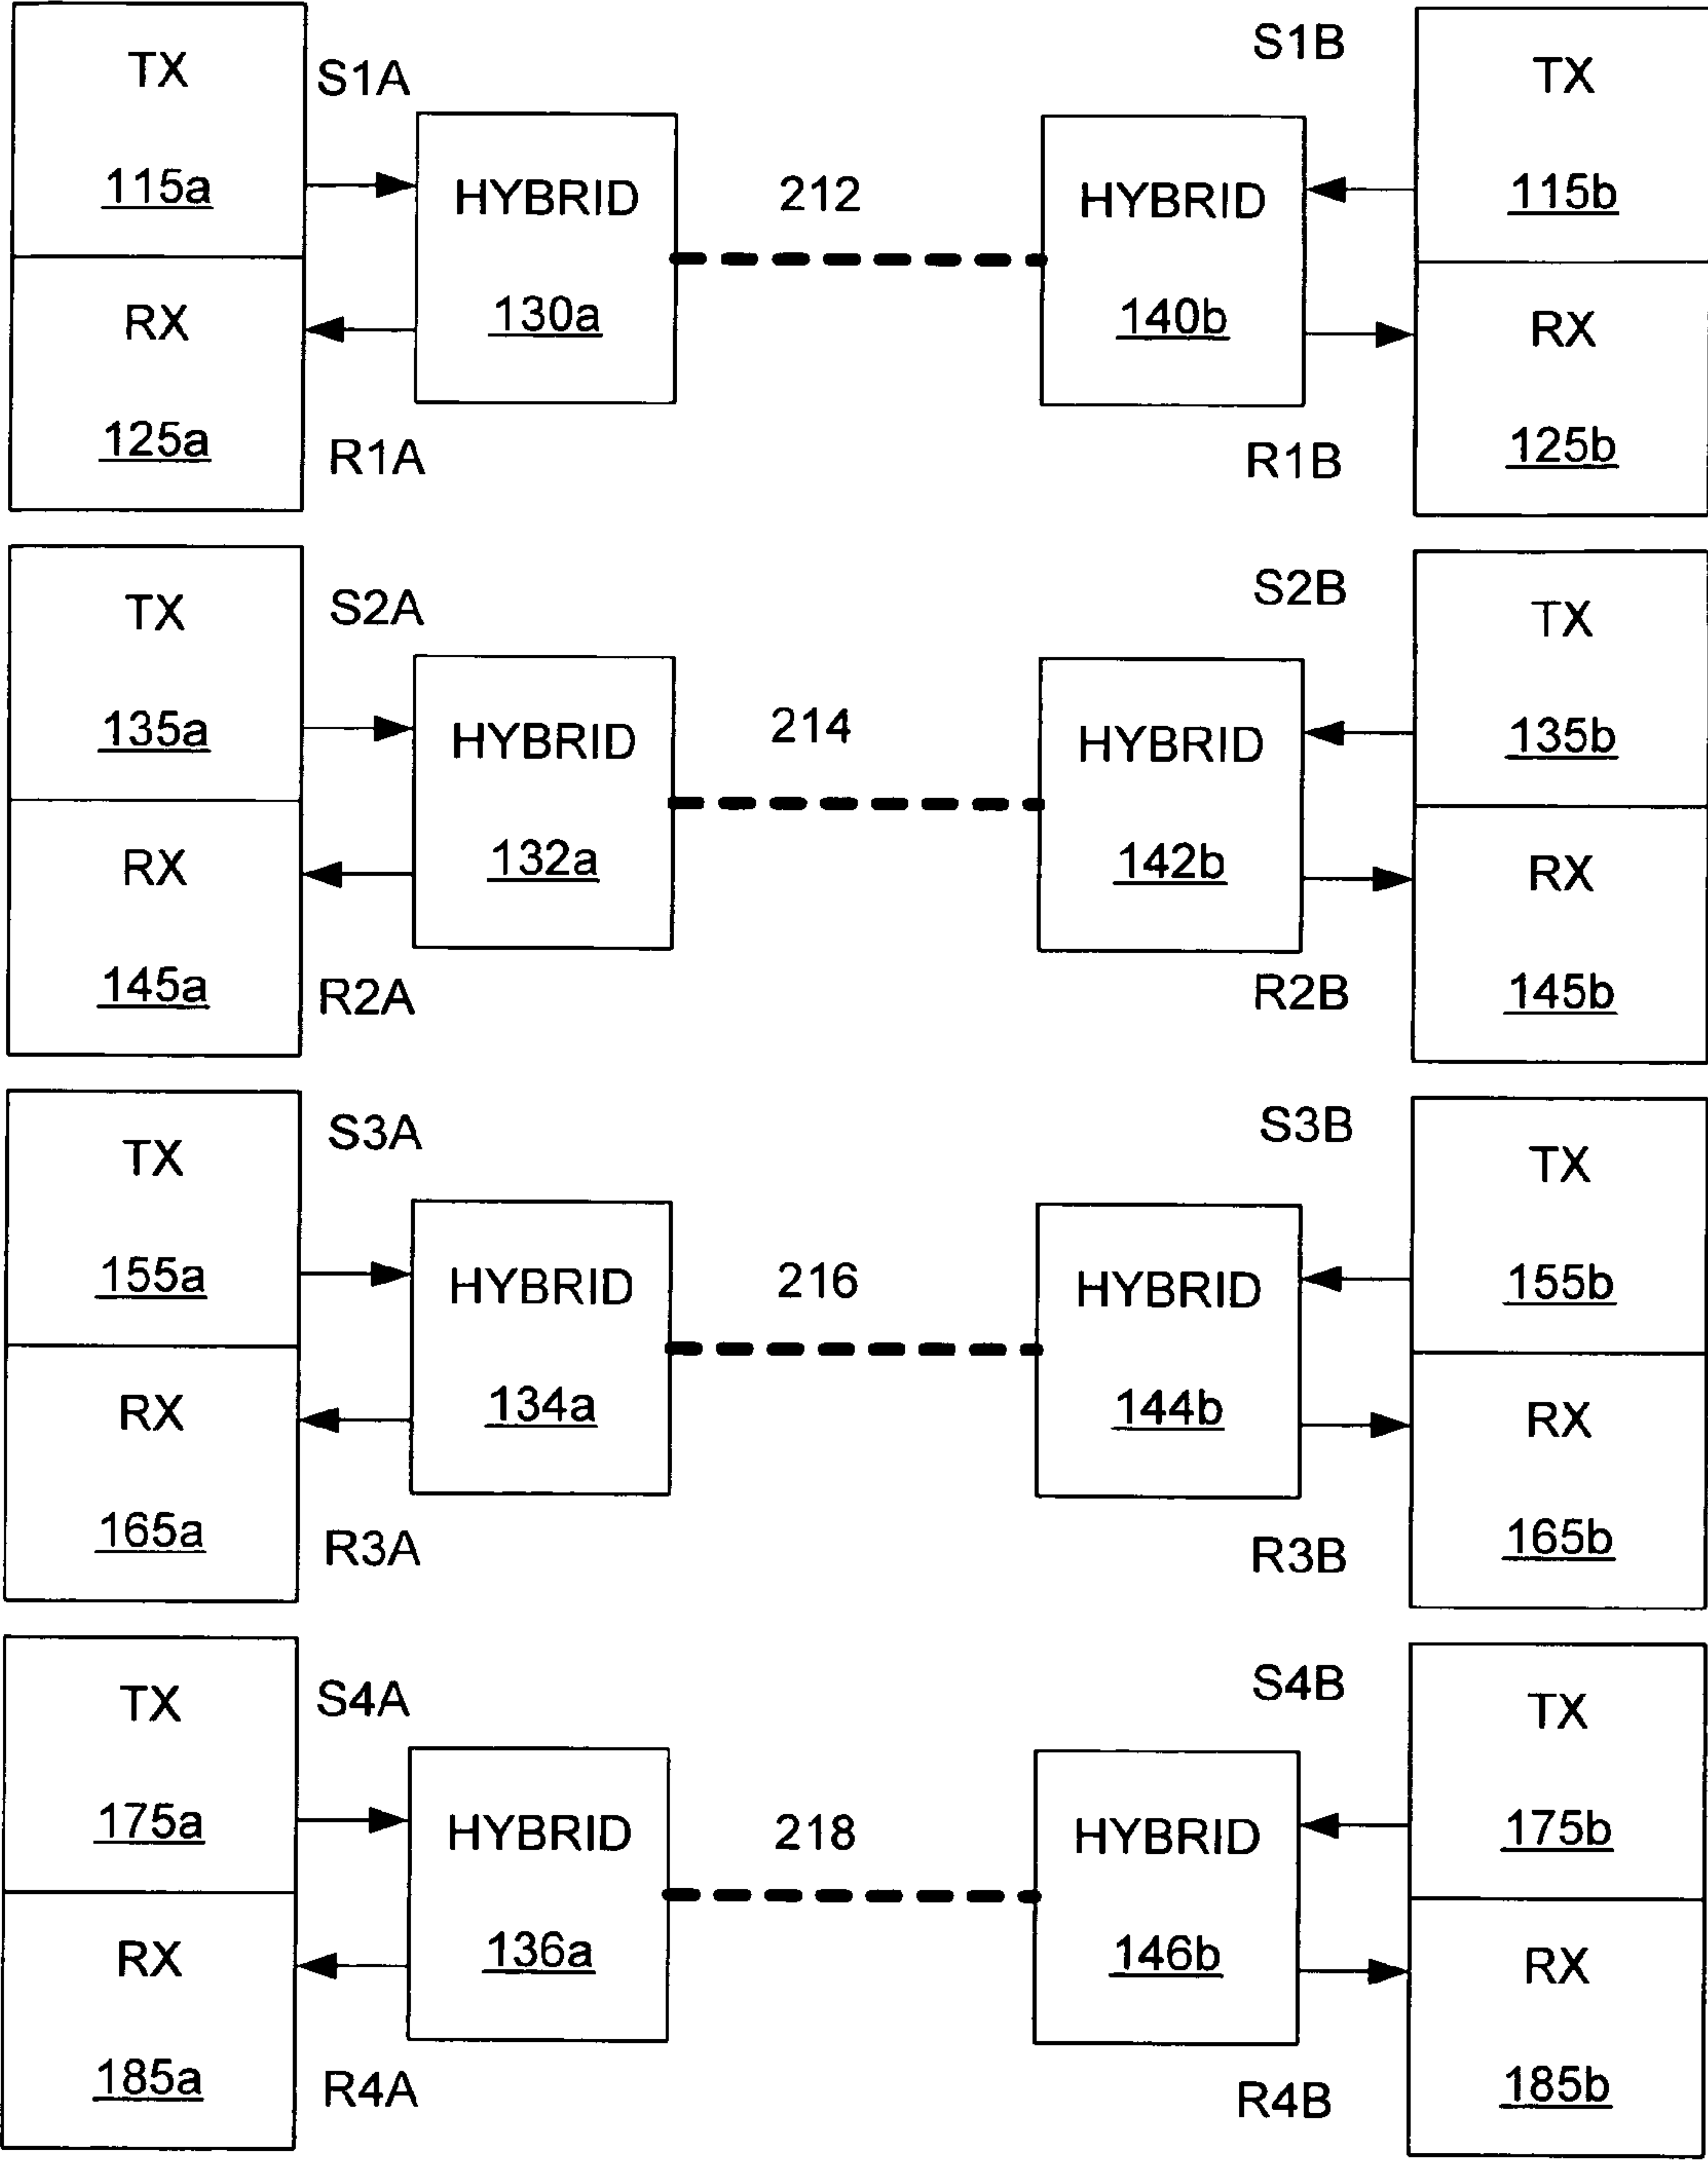 TX
S1A
115a
HYBRID
130a
RX
125a
R1A
212
S1B
TX
115b
HYBRID
140b
RX
125b
R1B
TX
S2A
135a
HYBRID
132a
RX
145a
R2A
214
S2B
TX
135b
HYBRID
142b
RX
145b
R2B
TX
S3A
155a
HYBRID
134a
RX
165a
R3A
216
S3B
TX
155b
HYBRID
144b
RX
165b
R3B
TX
S4A
175a
HYBRID
136a
RX
185a
R4A
218
S4B
TX
175b
HYBRID
146b
RX
185b
R4B